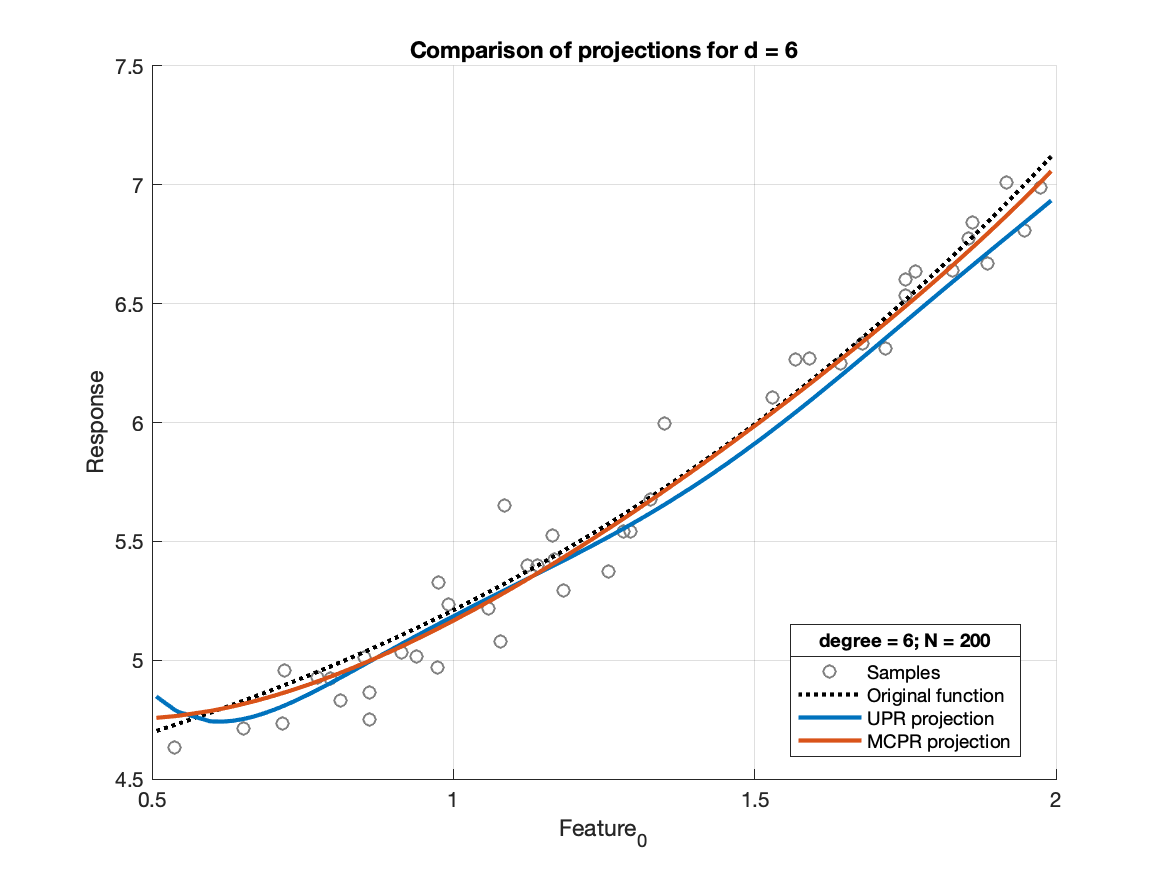 Comparison of projections for d = 6
7.5
7
6.5
6
5.5
5
4.5
Response
0.5
1
1.5
2
Feature0
degree = 6; N = 200
Samples
Original function
UPR projection
MCPR projection